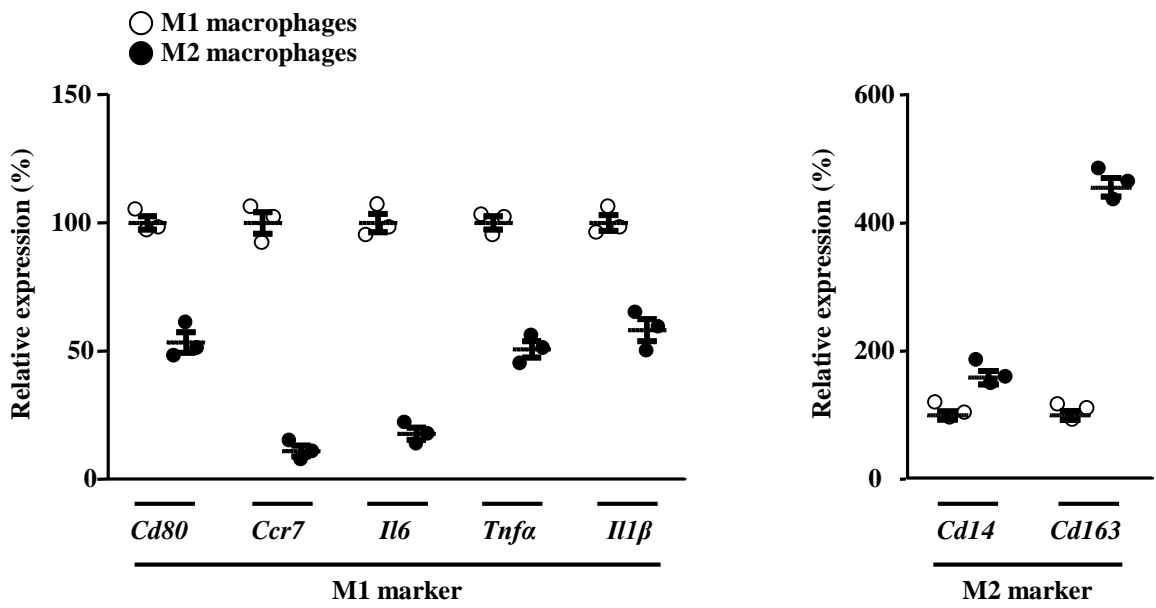 M1 macrophages
M2 macrophages
Relative expression (%)
150
100
50
0
Cd80 Ccr7 Il6 Tnfα Il1β
M1 marker
Relative expression (%)
600
400
200
0
Cd14 Cd163
M2 marker